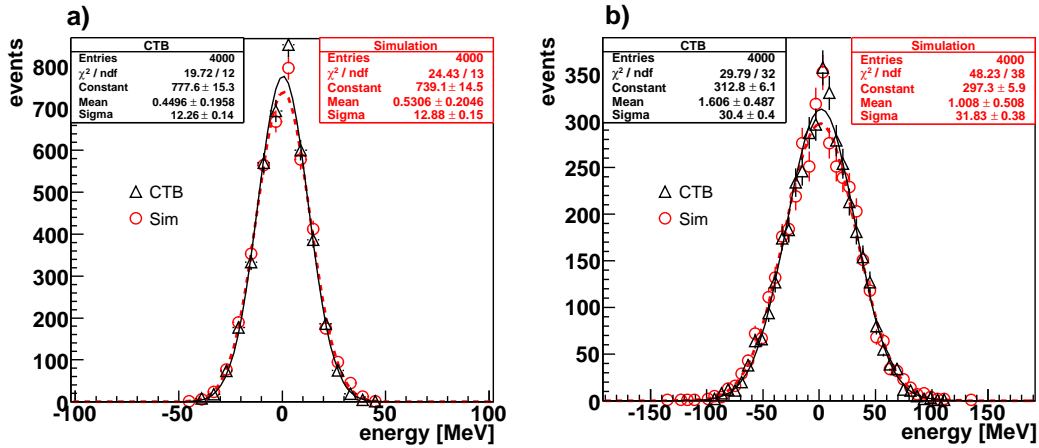 a)
events
CTB
Entries 4000
χ² / ndf 19.72 / 12
Constant 777.6 ± 15.3
Mean 0.4496 ± 0.1958
Sigma 12.26 ± 0.14
Simulation
Entries 4000
χ² / ndf 24.43 / 13
Constant 739.1 ± 14.5
Mean 0.5306 ± 0.2046
Sigma 12.88 ± 0.15
800
700
600
500
400
300
200
100
0
CTB
Sim
-100 -50 0 50 100
energy [MeV]
b)
events
CTB
Entries 4000
χ² / ndf 29.79 / 32
Constant 312.8 ± 6.1
Mean 1.606 ± 0.487
Sigma 30.4 ± 0.4
Simulation
Entries 4000
χ² / ndf 48.23 / 38
Constant 297.3 ± 5.9
Mean 1.008 ± 0.508
Sigma 31.83 ± 0.38
350
300
250
200
150
100
50
0
CTB
Sim
-150 -100 -50 0 50 100 150
energy [MeV]